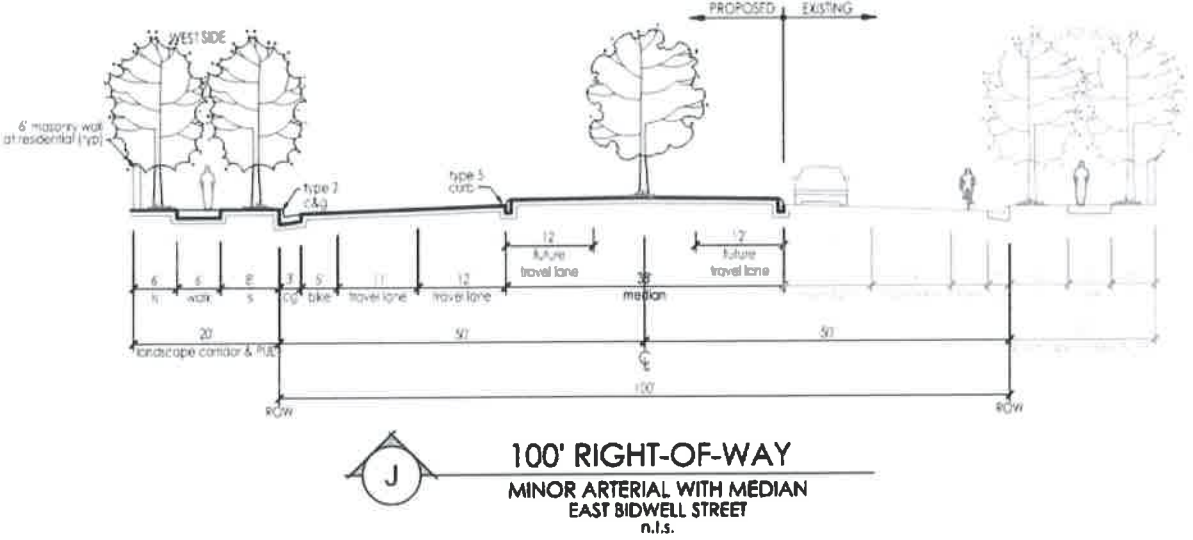 PROPOSED EXISTING
WEST SIDE
6' masonry wall
at residential (typ)
type 2
c&g
type 5
curb
12' 12'
future future
travel lane travel lane
6' 6' 8' 3' 5' 11' 12' 38'
ls walk ls cg bike travel lane travel lane median
20' 50' 50'
landscape corridor & PUE
℄
100'
ROW ROW
J
100' RIGHT-OF-WAY
MINOR ARTERIAL WITH MEDIAN
EAST BIDWELL STREET
n.t.s.